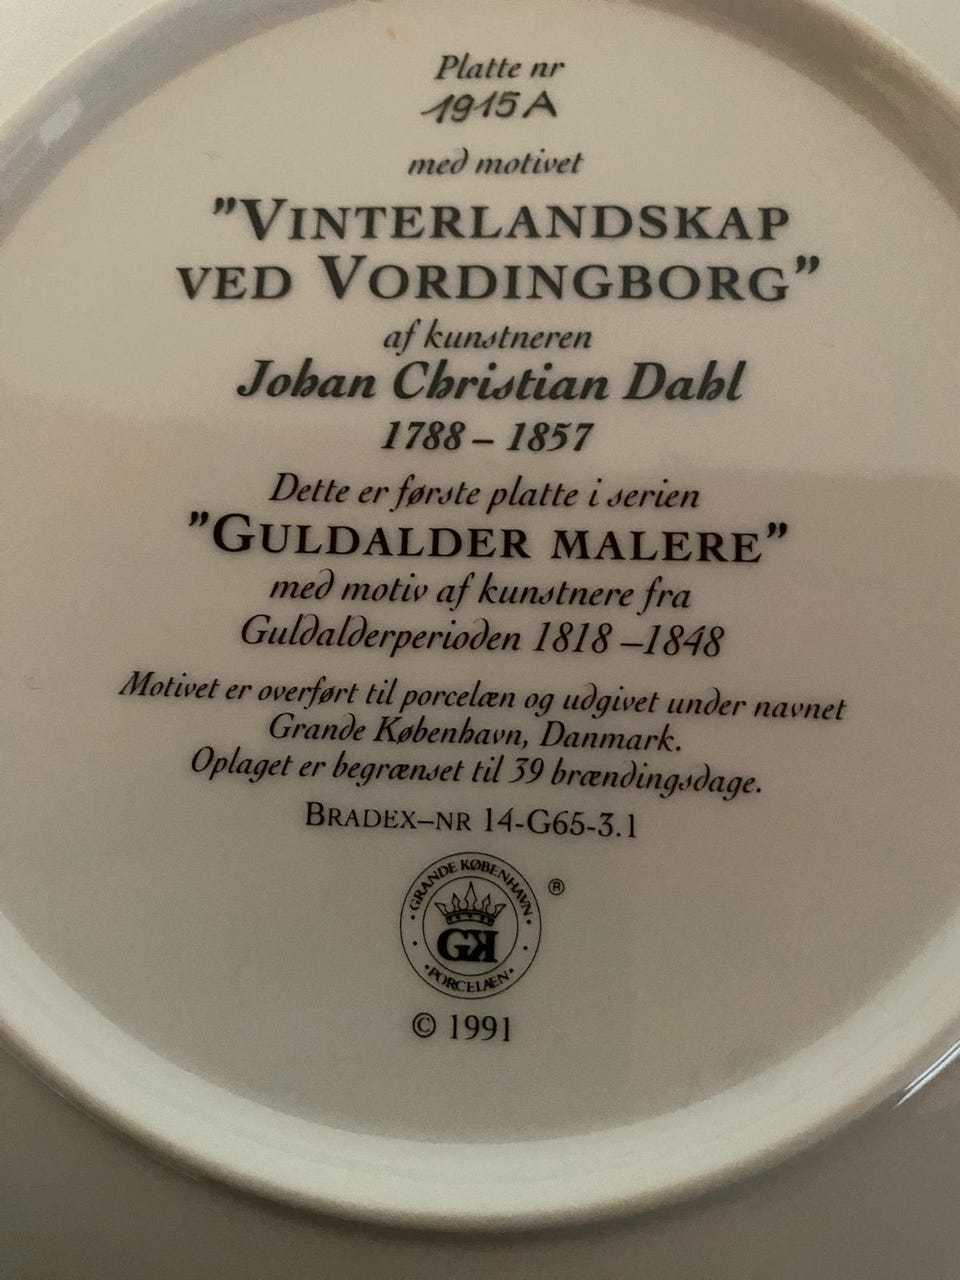 Platte nr
1915A
med motivet
"VINTERLANDSKAP
VED VORDINGBORG"
af kunstneren
Johan Christian Dahl
1788 – 1857
Dette er første platte i serien
"GULDALDER MALERE"
med motiv af kunstnere fra
Guldalderperioden 1818 –1848
Motivet er overført til porcelæn og udgivet under navnet
Grande København, Danmark.
Oplaget er begrænset til 39 brændingsdage.
BRADEX–NR 14-G65-3.1
· GRANDE KØBENHAVN ·
®
GK
· PORCELÆN ·
© 1991